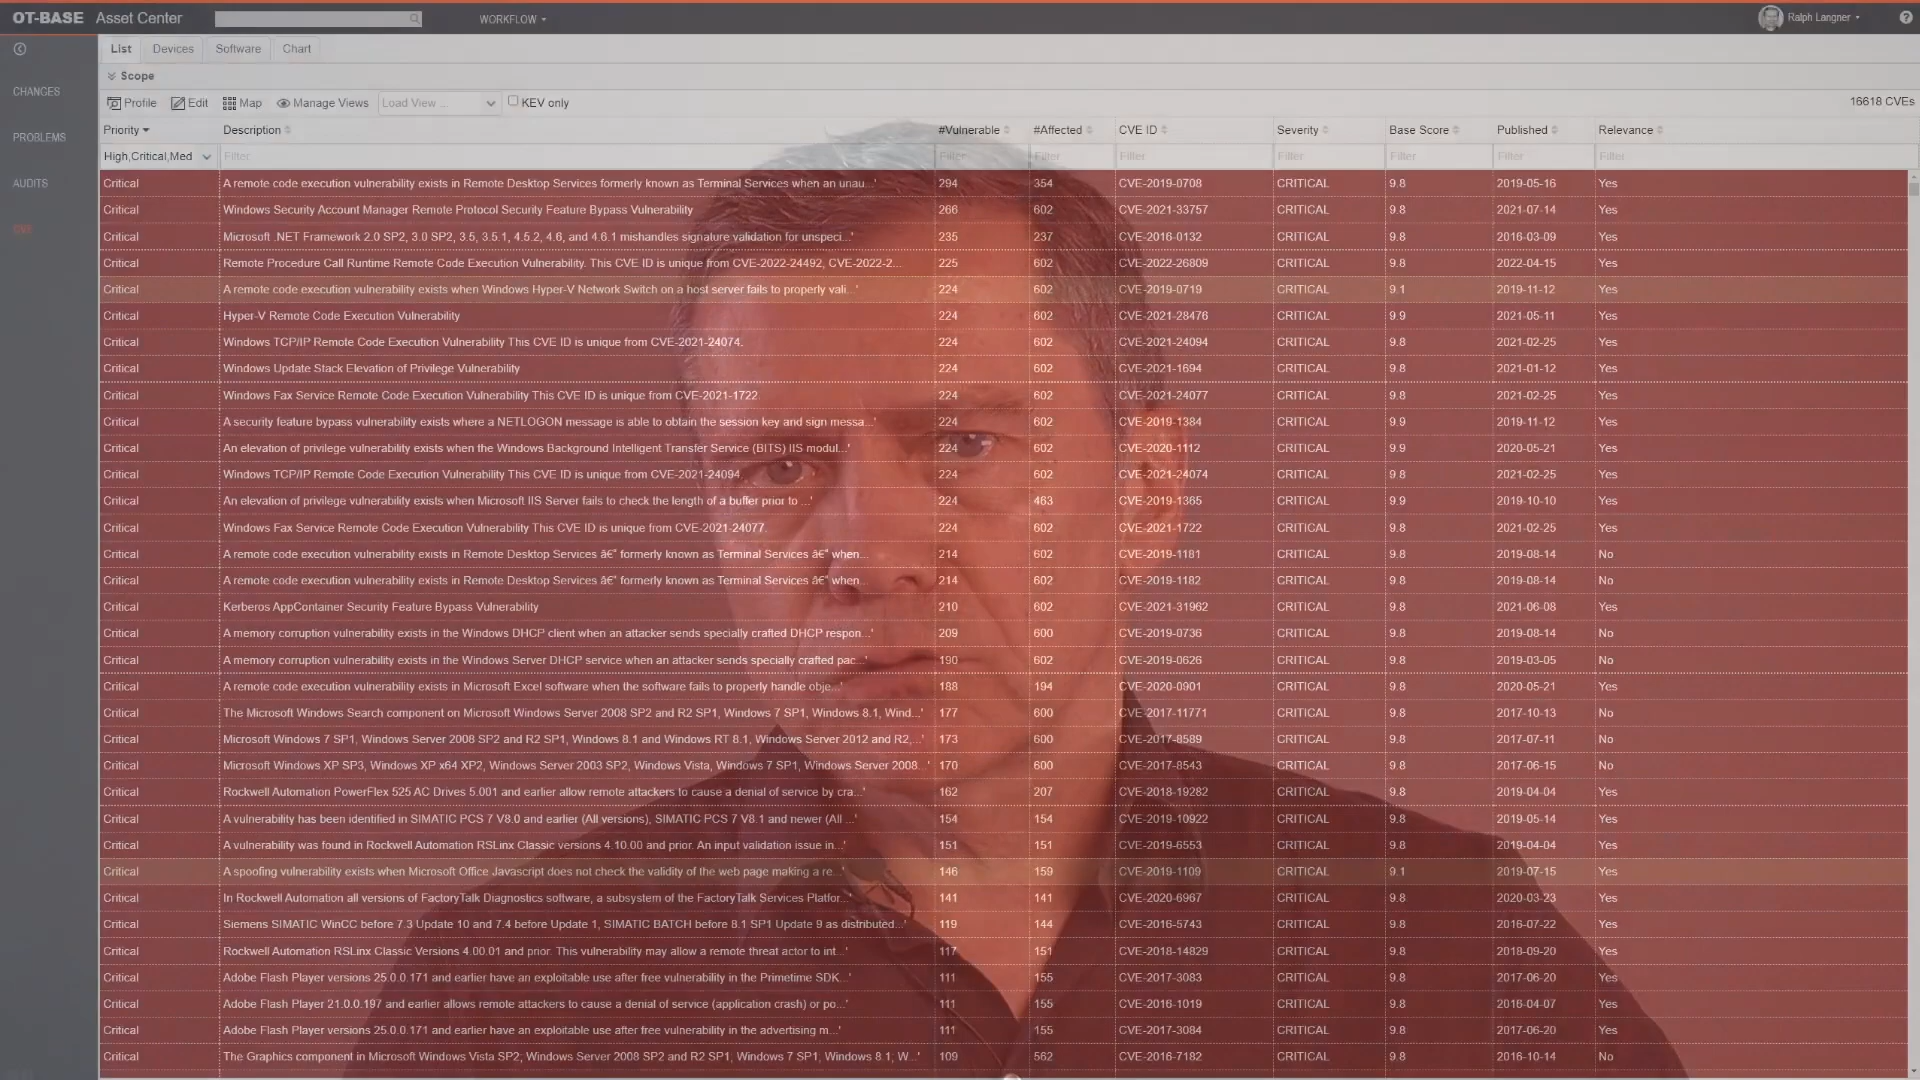 OT-BASE Asset Center WORKFLOW Ralph Langner
List Devices Software Chart
Scope
CHANGES
Profile Edit Map Manage Views Load View ... KEV only 16618 CVEs
Priority Description #Vulnerable #Affected CVE ID Severity Base Score Published Relevance
PROBLEMS
High,Critical,Med Filter Filter Filter Filter Filter Filter Filter Filter
AUDITS
CVE
Critical A remote code execution vulnerability exists in Remote Desktop Services formerly known as Terminal Services when an unau...' 294 354 CVE-2019-0708 CRITICAL 9.8 2019-05-16 Yes
Critical Windows Security Account Manager Remote Protocol Security Feature Bypass Vulnerability 266 602 CVE-2021-33757 CRITICAL 9.8 2021-07-14 Yes
Critical Microsoft .NET Framework 2.0 SP2, 3.0 SP2, 3.5, 3.5.1, 4.5.2, 4.6, and 4.6.1 mishandles signature validation for unspeci...' 235 237 CVE-2016-0132 CRITICAL 9.8 2016-03-09 Yes
Critical Remote Procedure Call Runtime Remote Code Execution Vulnerability. This CVE ID is unique from CVE-2022-24492, CVE-2022-2... 225 602 CVE-2022-26809 CRITICAL 9.8 2022-04-15 Yes
Critical A remote code execution vulnerability exists when Windows Hyper-V Network Switch on a host server fails to properly vali...' 224 602 CVE-2019-0719 CRITICAL 9.1 2019-11-12 Yes
Critical Hyper-V Remote Code Execution Vulnerability 224 602 CVE-2021-28476 CRITICAL 9.9 2021-05-11 Yes
Critical Windows TCP/IP Remote Code Execution Vulnerability This CVE ID is unique from CVE-2021-24074. 224 602 CVE-2021-24094 CRITICAL 9.8 2021-02-25 Yes
Critical Windows Update Stack Elevation of Privilege Vulnerability 224 602 CVE-2021-1694 CRITICAL 9.8 2021-01-12 Yes
Critical Windows Fax Service Remote Code Execution Vulnerability This CVE ID is unique from CVE-2021-1722. 224 602 CVE-2021-24077 CRITICAL 9.8 2021-02-25 Yes
Critical A security feature bypass vulnerability exists where a NETLOGON message is able to obtain the session key and sign messa...' 224 602 CVE-2019-1384 CRITICAL 9.9 2019-11-12 Yes
Critical An elevation of privilege vulnerability exists when the Windows Background Intelligent Transfer Service (BITS) IIS modul...' 224 602 CVE-2020-1112 CRITICAL 9.9 2020-05-21 Yes
Critical Windows TCP/IP Remote Code Execution Vulnerability This CVE ID is unique from CVE-2021-24094. 224 602 CVE-2021-24074 CRITICAL 9.8 2021-02-25 Yes
Critical An elevation of privilege vulnerability exists when Microsoft IIS Server fails to check the length of a buffer prior to ...' 224 463 CVE-2019-1365 CRITICAL 9.9 2019-10-10 Yes
Critical Windows Fax Service Remote Code Execution Vulnerability This CVE ID is unique from CVE-2021-24077. 224 602 CVE-2021-1722 CRITICAL 9.8 2021-02-25 Yes
Critical A remote code execution vulnerability exists in Remote Desktop Services â€“ formerly known as Terminal Services â€“ when... 214 602 CVE-2019-1181 CRITICAL 9.8 2019-08-14 No
Critical A remote code execution vulnerability exists in Remote Desktop Services â€“ formerly known as Terminal Services â€“ when... 214 602 CVE-2019-1182 CRITICAL 9.8 2019-08-14 No
Critical Kerberos AppContainer Security Feature Bypass Vulnerability 210 602 CVE-2021-31962 CRITICAL 9.8 2021-06-08 Yes
Critical A memory corruption vulnerability exists in the Windows DHCP client when an attacker sends specially crafted DHCP respon...' 209 600 CVE-2019-0736 CRITICAL 9.8 2019-08-14 No
Critical A memory corruption vulnerability exists in the Windows Server DHCP service when an attacker sends specially crafted pac...' 190 602 CVE-2019-0626 CRITICAL 9.8 2019-03-05 No
Critical A remote code execution vulnerability exists in Microsoft Excel software when the software fails to properly handle obje...' 188 194 CVE-2020-0901 CRITICAL 9.8 2020-05-21 Yes
Critical The Microsoft Windows Search component on Microsoft Windows Server 2008 SP2 and R2 SP1, Windows 7 SP1, Windows 8.1, Wind...' 177 600 CVE-2017-11771 CRITICAL 9.8 2017-10-13 No
Critical Microsoft Windows 7 SP1, Windows Server 2008 SP2 and R2 SP1, Windows 8.1 and Windows RT 8.1, Windows Server 2012 and R2,...' 173 600 CVE-2017-8589 CRITICAL 9.8 2017-07-11 No
Critical Microsoft Windows XP SP3, Windows XP x64 XP2, Windows Server 2003 SP2, Windows Vista, Windows 7 SP1, Windows Server 2008...' 170 600 CVE-2017-8543 CRITICAL 9.8 2017-06-15 No
Critical Rockwell Automation PowerFlex 525 AC Drives 5.001 and earlier allow remote attackers to cause a denial of service by cra...' 162 207 CVE-2018-19282 CRITICAL 9.8 2019-04-04 Yes
Critical A vulnerability has been identified in SIMATIC PCS 7 V8.0 and earlier (All versions), SIMATIC PCS 7 V8.1 and newer (All ...' 154 154 CVE-2019-10922 CRITICAL 9.8 2019-05-14 Yes
Critical A vulnerability was found in Rockwell Automation RSLinx Classic versions 4.10.00 and prior. An input validation issue in...' 151 151 CVE-2019-6553 CRITICAL 9.8 2019-04-04 Yes
Critical A spoofing vulnerability exists when Microsoft Office Javascript does not check the validity of the web page making a re...' 146 159 CVE-2019-1109 CRITICAL 9.1 2019-07-15 Yes
Critical In Rockwell Automation all versions of FactoryTalk Diagnostics software, a subsystem of the FactoryTalk Services Platfor...' 141 141 CVE-2020-6967 CRITICAL 9.8 2020-03-23 Yes
Critical Siemens SIMATIC WinCC before 7.3 Update 10 and 7.4 before Update 1, SIMATIC BATCH before 8.1 SP1 Update 9 as distributed...' 119 144 CVE-2016-5743 CRITICAL 9.8 2016-07-22 Yes
Critical Rockwell Automation RSLinx Classic Versions 4.00.01 and prior. This vulnerability may allow a remote threat actor to int...' 117 151 CVE-2018-14829 CRITICAL 9.8 2018-09-20 Yes
Critical Adobe Flash Player versions 25.0.0.171 and earlier have an exploitable use after free vulnerability in the Primetime SDK...' 111 155 CVE-2017-3083 CRITICAL 9.8 2017-06-20 Yes
Critical Adobe Flash Player 21.0.0.197 and earlier allows remote attackers to cause a denial of service (application crash) or po...' 111 155 CVE-2016-1019 CRITICAL 9.8 2016-04-07 Yes
Critical Adobe Flash Player versions 25.0.0.171 and earlier have an exploitable use after free vulnerability in the advertising m...' 111 155 CVE-2017-3084 CRITICAL 9.8 2017-06-20 Yes
Critical The Graphics component in Microsoft Windows Vista SP2; Windows Server 2008 SP2 and R2 SP1; Windows 7 SP1; Windows 8.1; W...' 109 562 CVE-2016-7182 CRITICAL 9.8 2016-10-14 No